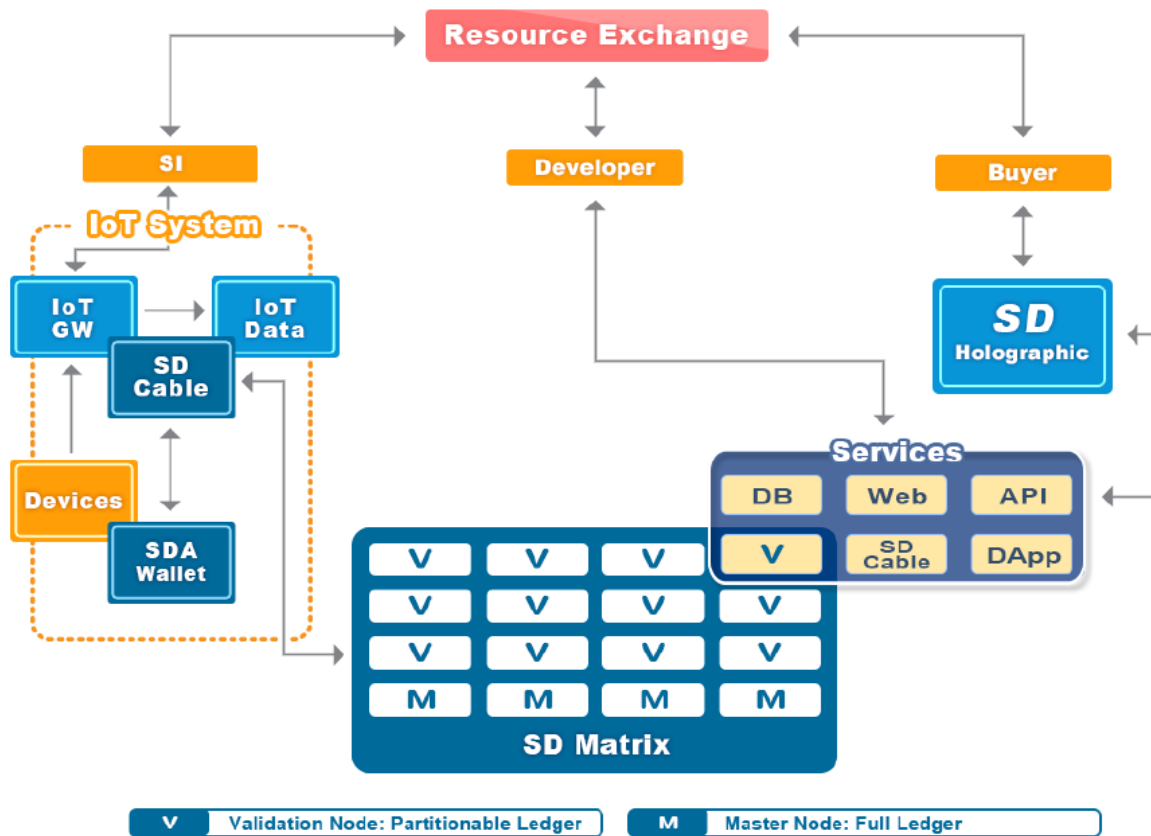 Resource Exchange
SI
Developer
Buyer
IoT System
IoT
GW
IoT
Data
SD
Cable
Devices
SDA
Wallet
SD
Holographic
Services
DB
Web
API
V
SD
Cable
DApp
V
V
V
V
V
V
V
V
V
V
V
M
M
M
M
SD Matrix
V
Validation Node: Partitionable Ledger
M
Master Node: Full Ledger